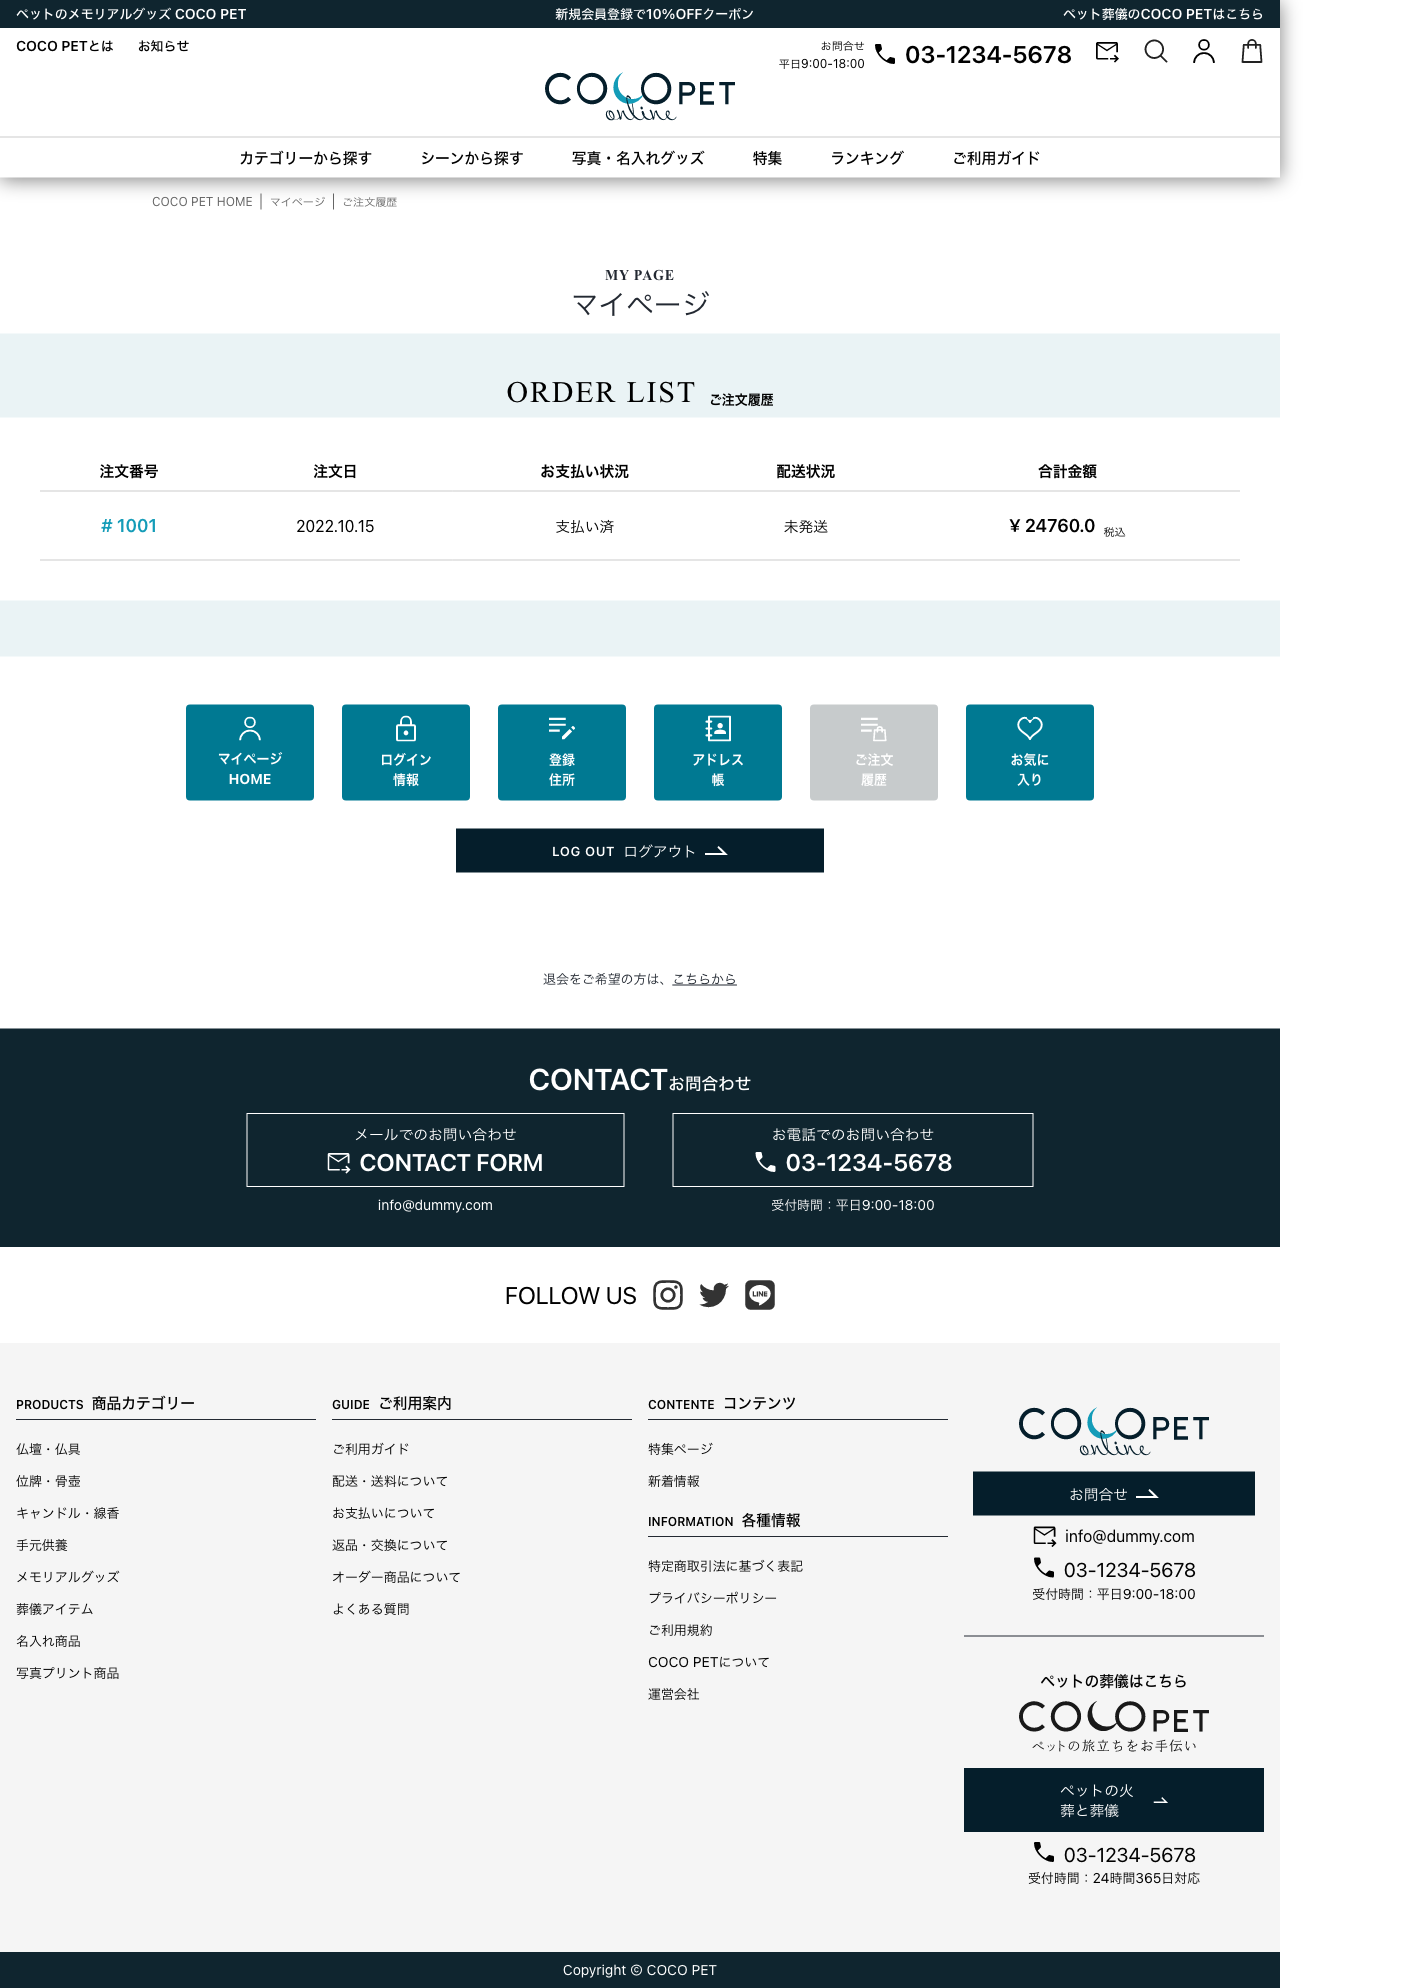 ペットのメモリアルグッズ COCO PET
新規会員登録で10%OFFクーポン
ペット葬儀のCOCO PETはこちら
COCO PETとは
お知らせ
お問合せ
平日9:00-18:00
03-1234-5678
COCOPET
online
カテゴリーから探す
シーンから探す
写真・名入れグッズ
特集
ランキング
ご利用ガイド
COCO PET HOME
マイページ
ご注文履歴
MY PAGE
マイページ
ORDER LIST ご注文履歴
注文番号 注文日 お支払い状況 配送状況 合計金額
# 1001 2022.10.15 支払い済 未発送 ¥ 24760.0 税込
マイページ
HOME
ログイン
情報
登録
住所
アドレス
帳
ご注文
履歴
お気に
入り
LOG OUT ログアウト
退会をご希望の方は、こちらから
CONTACTお問合わせ
メールでのお問い合わせ
CONTACT FORM
info@dummy.com
お電話でのお問い合わせ
03-1234-5678
受付時間：平日9:00-18:00
FOLLOW US
LINE
PRODUCTS 商品カテゴリー
仏壇・仏具
位牌・骨壺
キャンドル・線香
手元供養
メモリアルグッズ
葬儀アイテム
名入れ商品
写真プリント商品
GUIDE ご利用案内
ご利用ガイド
配送・送料について
お支払いについて
返品・交換について
オーダー商品について
よくある質問
CONTENTE コンテンツ
特集ページ
新着情報
INFORMATION 各種情報
特定商取引法に基づく表記
プライバシーポリシー
ご利用規約
COCO PETについて
運営会社
COCOPET
online
お問合せ
info@dummy.com
03-1234-5678
受付時間：平日9:00-18:00
ペットの葬儀はこちら
COCOPET
ペットの旅立ちをお手伝い
ペットの火
葬と葬儀
03-1234-5678
受付時間：24時間365日対応
Copyright © COCO PET